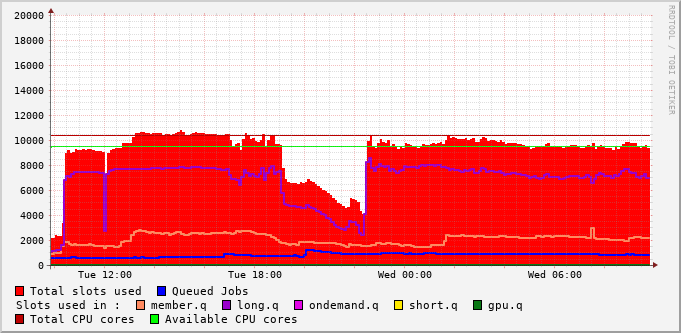 20000
18000
16000
14000
12000
10000
8000
6000
4000
2000
0
Tue 12:00 Tue 18:00 Wed 00:00 Wed 06:00
Total slots used Queued Jobs
Slots used in : member.q long.q ondemand.q short.q gpu.q
Total CPU cores Available CPU cores
RRDTOOL / TOBI OETIKER